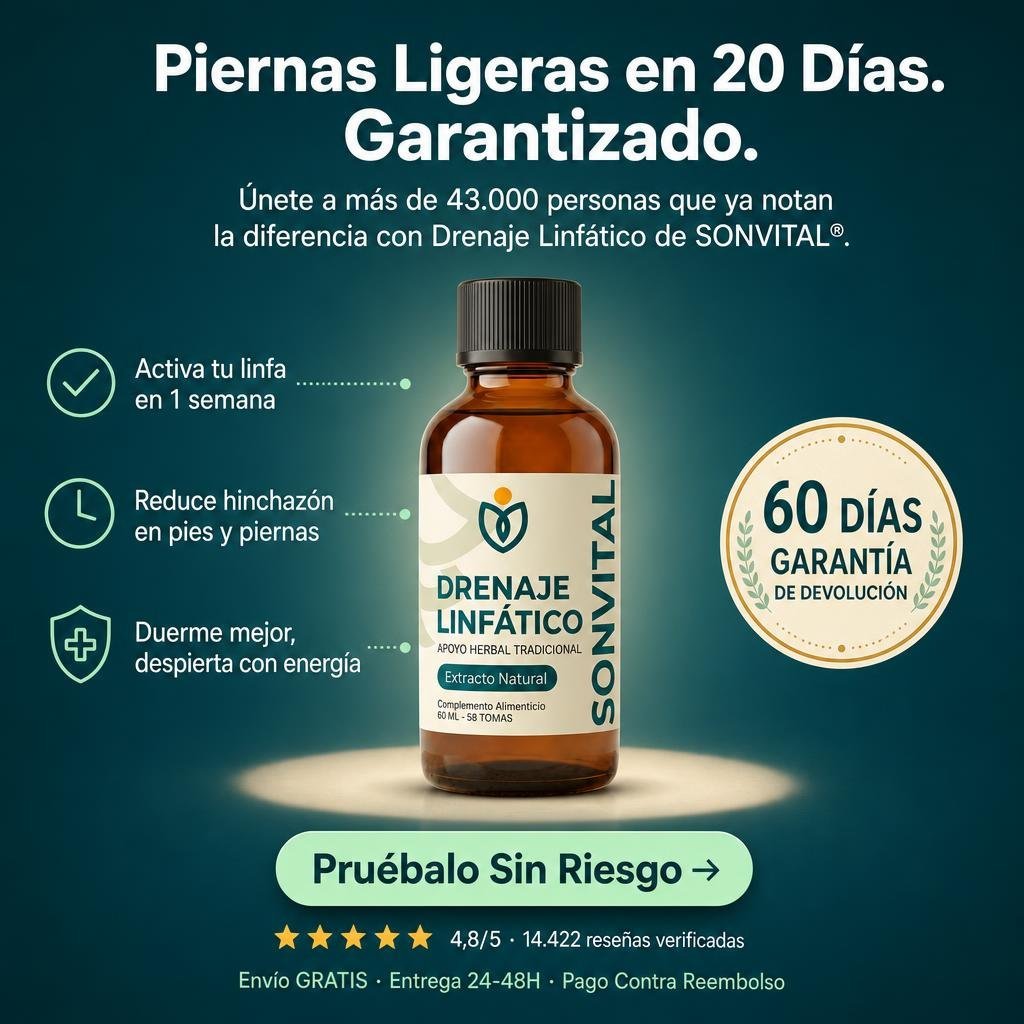 Piernas Ligeras en 20 Días.
Garantizado.
Únete a más de 43.000 personas que ya notan
la diferencia con Drenaje Linfático de SONVITAL®.
Activa tu linfa
en 1 semana
Reduce hinchazón
en pies y piernas
Duerme mejor,
despierta con energía
DRENAJE
LINFÁTICO
APOYO HERBAL TRADICIONAL
Extracto Natural
Complemento Alimenticio
60 ML - 58 TOMAS
SONVITAL
60 DÍAS
GARANTÍA
DE DEVOLUCIÓN
Pruébalo Sin Riesgo →
4,8/5 · 14.422 reseñas verificadas
Envío GRATIS · Entrega 24-48H · Pago Contra Reembolso